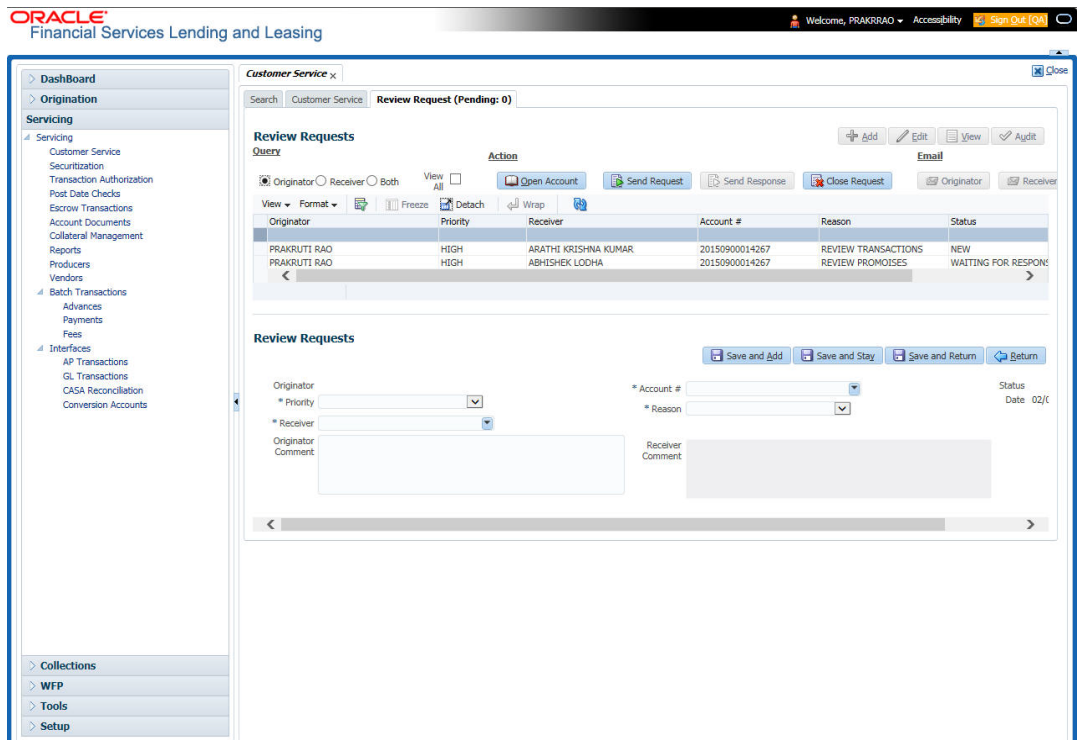 ORACLE
Financial Services Lending and Leasing
Welcome, PRAKRRAO Accessibility Sign Out [QA]
DashBoard
Origination
Servicing
Servicing
Customer Service
Securitization
Transaction Authorization
Post Date Checks
Escrow Transactions
Account Documents
Collateral Management
Reports
Producers
Vendors
Batch Transactions
Advances
Payments
Fees
Interfaces
AP Transactions
GL Transactions
CASA Reconciliation
Conversion Accounts
Collections
WFP
Tools
Setup
Customer Service x
Close
Search Customer Service Review Request (Pending: 0)
Review Requests
Add Edit View Audit
Query Action Email
Originator Receiver Both View All Open Account Send Request Send Response Close Request Originator Receiver
View Format Freeze Detach Wrap
Originator Priority Receiver Account # Reason Status
PRAKRUTI RAO HIGH ARATHI KRISHNA KUMAR 20150900014267 REVIEW TRANSACTIONS NEW
PRAKRUTI RAO HIGH ABHISHEK LODHA 20150900014267 REVIEW PROMOISES WAITING FOR RESPONS
Review Requests
Save and Add Save and Stay Save and Return Return
Originator * Account # Status
* Priority * Reason Date 02/0
* Receiver
Originator Comment Receiver Comment